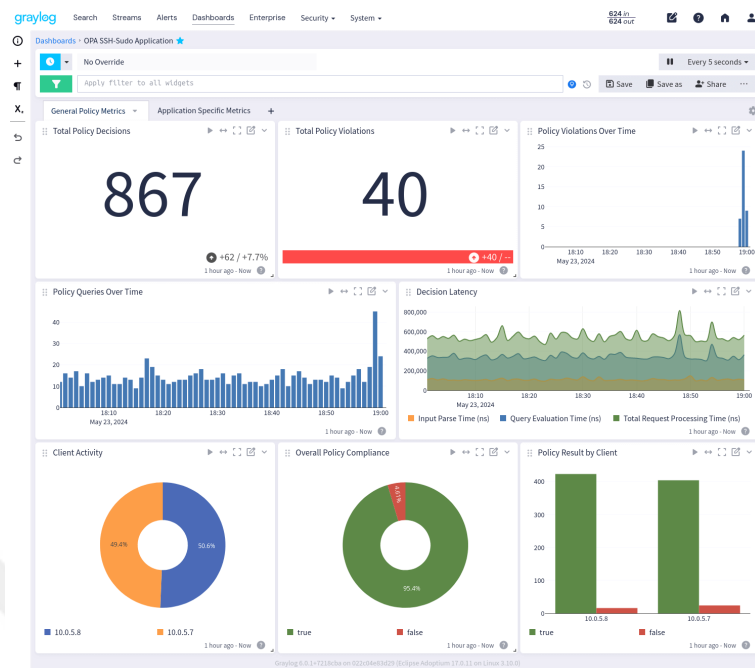 graylog Search Streams Alerts Dashboards Enterprise Security System 624 in
624 out
Dashboards OPA SSH-Sudo Application
No Override Every 5 seconds
Apply filter to all widgets Save Save as Share
General Policy Metrics Application Specific Metrics +
Total Policy Decisions
867
+62 / +7.7%
1 hour ago - Now
Total Policy Violations
40
+40 / --
1 hour ago - Now
Policy Violations Over Time
25
20
15
10
5
0
18:10 18:20 18:30 18:40 18:50 19:00
May 23, 2024
1 hour ago - Now
Policy Queries Over Time
40
30
20
10
0
18:10 18:20 18:30 18:40 18:50 19:00
May 23, 2024
1 hour ago - Now
Decision Latency
800,000
600,000
400,000
200,000
0
18:10 18:20 18:30 18:40 18:50 19:00
May 23, 2024
Input Parse Time (ns) Query Evaluation Time (ns) Total Request Processing Time (ns)
1 hour ago - Now
Client Activity
49.4% 50.6%
10.0.5.8 10.0.5.7
1 hour ago - Now
Overall Policy Compliance
4.61%
95.4%
true false
1 hour ago - Now
Policy Result by Client
400
300
200
100
0
10.0.5.8 10.0.5.7
true false
1 hour ago - Now